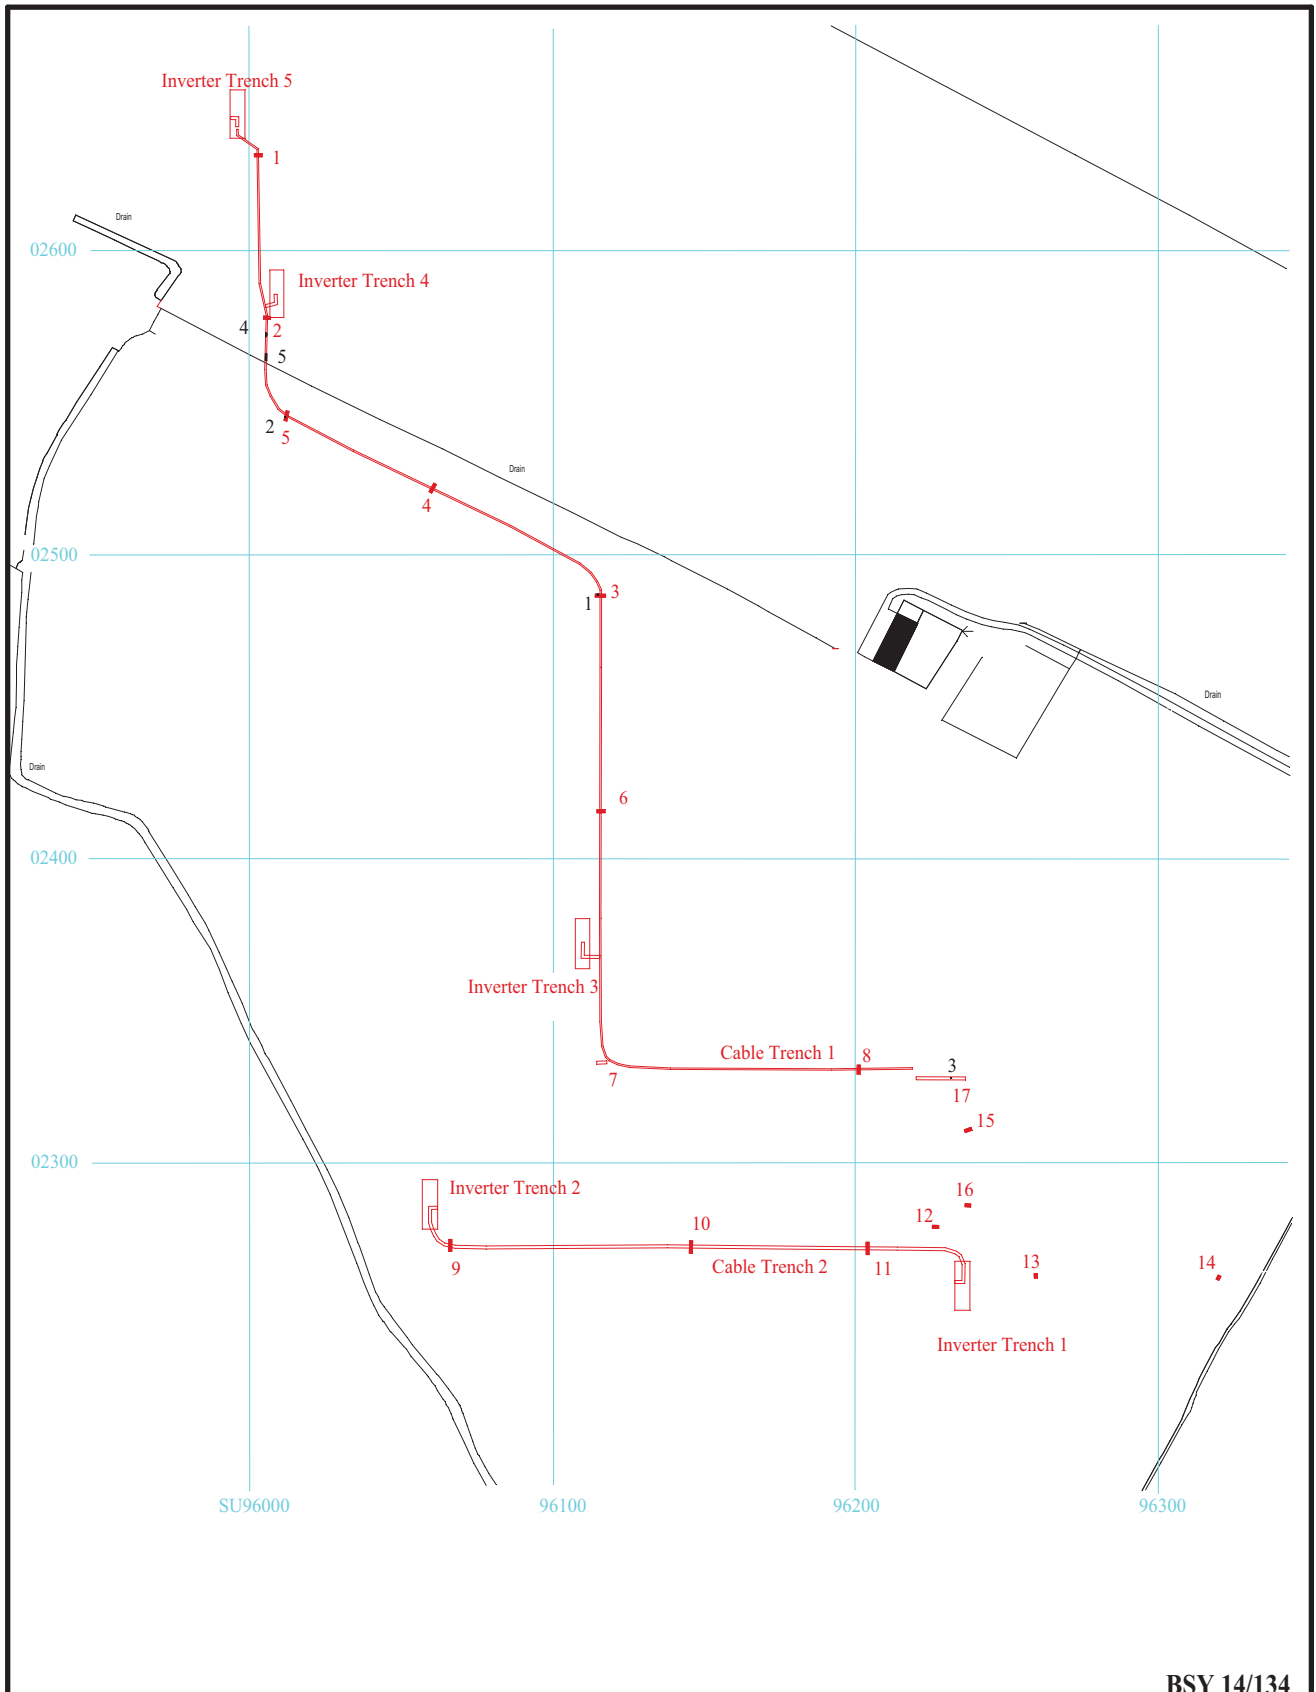 Inverter Trench 5
1
Drain
02600
Inverter Trench 4
4
2
5
2
5
Drain
4
02500
3
1
Drain
Drain
6
02400
Inverter Trench 3
Cable Trench 1
8
3
7
17
15
02300
Inverter Trench 2
16
12
10
9
Cable Trench 2
11
13
14
Inverter Trench 1
SU96000
96100
96200
96300
BSY 14/134